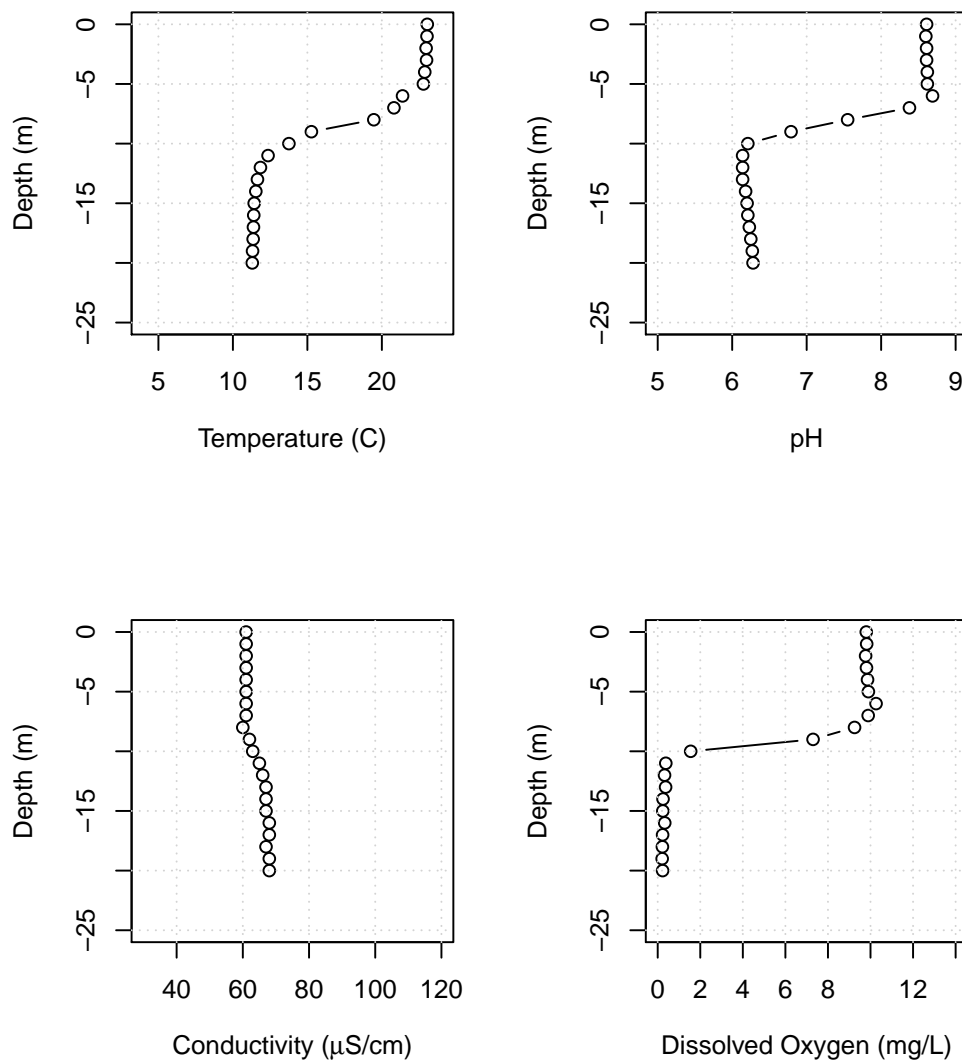 0
−5
−15
−25
Depth (m)
5 10 15 20
Temperature (C)
0
−5
−15
−25
Depth (m)
5 6 7 8 9
pH
0
−5
−15
−25
Depth (m)
40 60 80 100 120
Conductivity (μS/cm)
0
−5
−15
−25
Depth (m)
0 2 4 6 8 12
Dissolved Oxygen (mg/L)